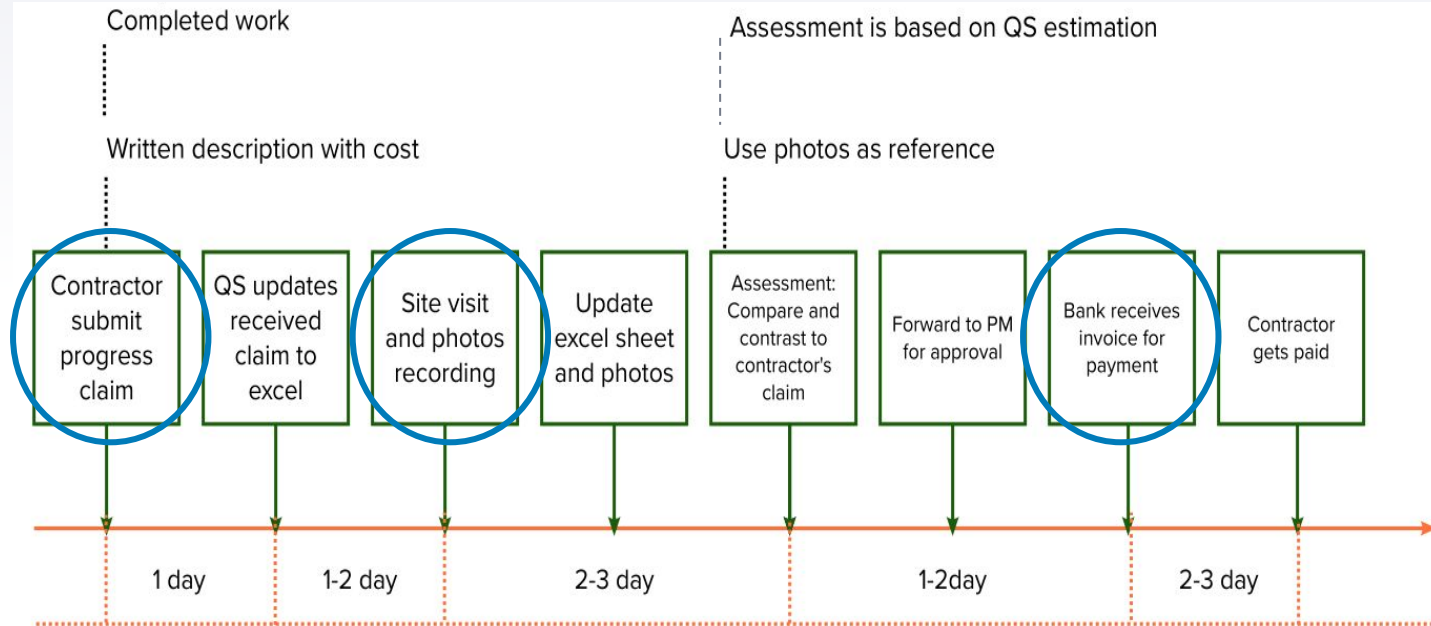 Completed work
Assessment is based on QS estimation
Written description with cost
Use photos as reference
Contractor
submit
progress
claim
QS updates
received
claim to
excel
Site visit
and photos
recording
Update
excel sheet
and photos
Assessment:
Compare and
contrast to
contractor's
claim
Forward to PM
for approval
Bank receives
invoice for
payment
Contractor
gets paid
1 day
1-2 day
2-3 day
1-2day
2-3 day